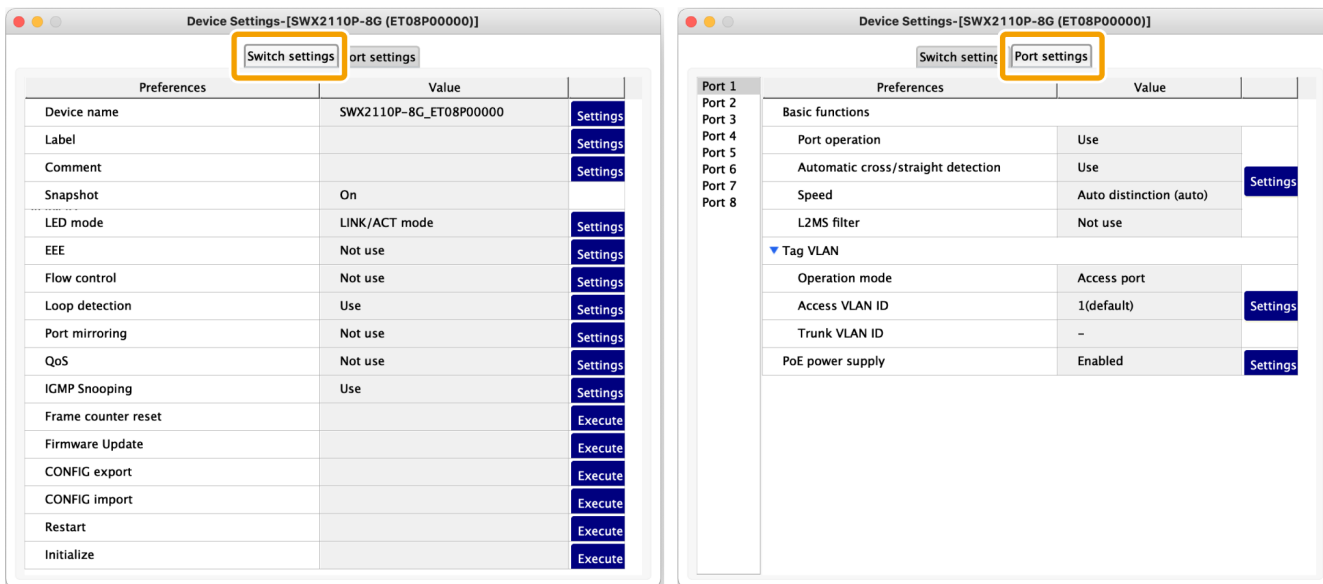 Device Settings-[SWX2110P-8G (ET08P00000)]
Switch settings ort settings
Preferences Value
Device name SWX2110P-8G_ET08P00000 Settings
Label Settings
Comment Settings
Snapshot On
LED mode LINK/ACT mode Settings
EEE Not use Settings
Flow control Not use Settings
Loop detection Use Settings
Port mirroring Not use Settings
QoS Not use Settings
IGMP Snooping Use Settings
Frame counter reset Execute
Firmware Update Execute
CONFIG export Execute
CONFIG import Execute
Restart Execute
Initialize Execute
Device Settings-[SWX2110P-8G (ET08P00000)]
Switch setting Port settings
Port 1
Port 2
Port 3
Port 4
Port 5
Port 6
Port 7
Port 8
Preferences Value
Basic functions
Port operation Use
Automatic cross/straight detection Use
Settings
Speed Auto distinction (auto)
L2MS filter Not use
Tag VLAN
Operation mode Access port
Access VLAN ID 1(default) Settings
Trunk VLAN ID –
PoE power supply Enabled Settings